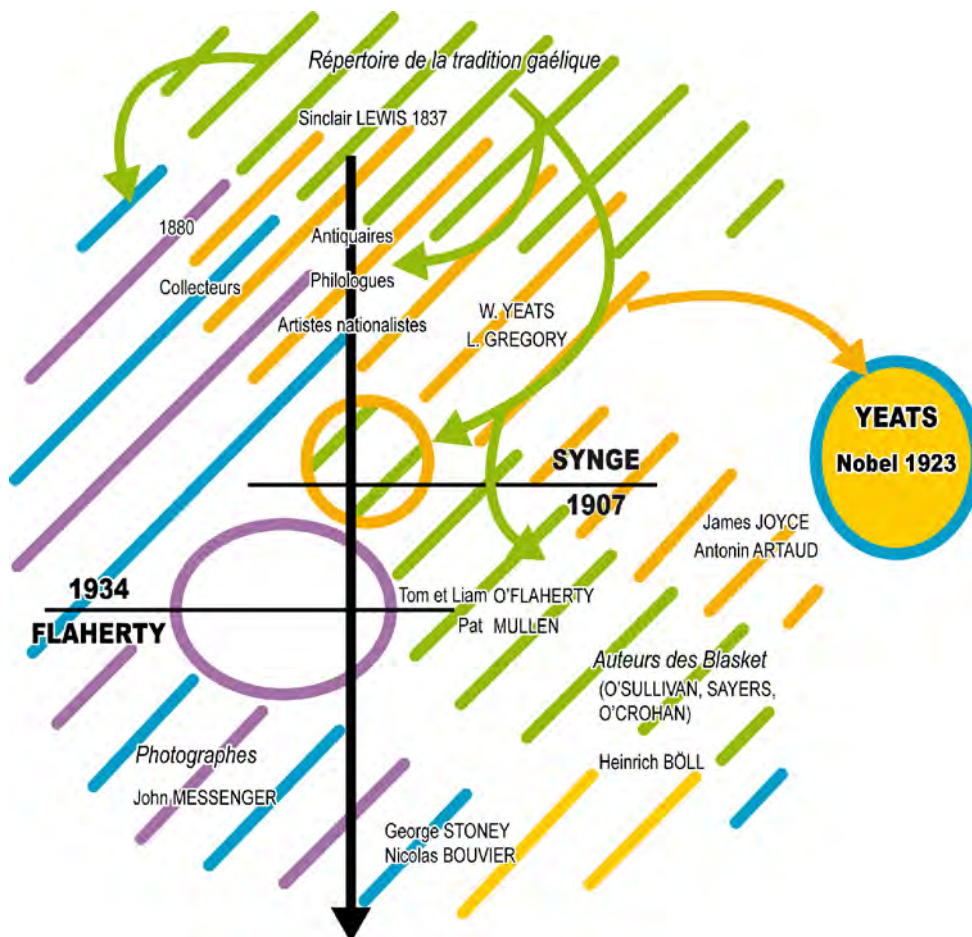 Répertoire de la tradition gaélique
Sinclair LEWIS 1837
1880
Antiquaires
Collecteurs
Philologues
Artistes nationalistes
W. YEATS
L. GREGORY
YEATS
Nobel 1923
SYNGE
1907
James JOYCE
Antonin ARTAUD
1934
FLAHERTY
Tom et Liam O'FLAHERTY
Pat MULLEN
Auteurs des Blasket
(O'SULLIVAN, SAYERS,
O'CROHAN)
Photographes
Heinrich BÖLL
John MESSENGER
George STONEY
Nicolas BOUVIER